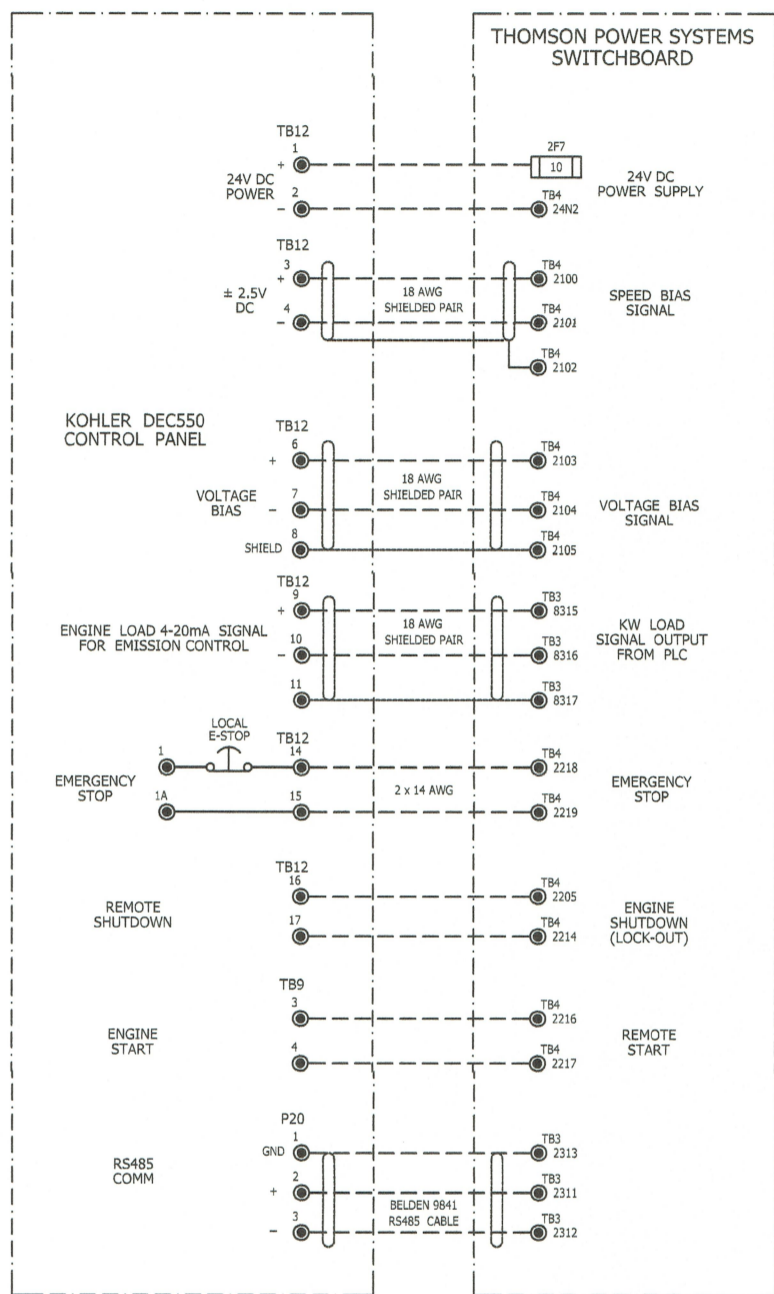 THOMSON POWER SYSTEMS
SWITCHBOARD
TB12
1
+
24V DC
POWER
2
−
2F7
10
24V DC
POWER SUPPLY
TB4
24N2
TB12
3
+
± 2.5V
DC
4
−
18 AWG
SHIELDED PAIR
TB4
2100
SPEED BIAS
SIGNAL
TB4
2101
TB4
2102
KOHLER DEC550
CONTROL PANEL
TB12
6
+
VOLTAGE
BIAS
7
−
SHIELD
8
18 AWG
SHIELDED PAIR
TB4
2103
TB4
2104
VOLTAGE BIAS
SIGNAL
TB4
2105
TB12
9
+
ENGINE LOAD 4-20mA SIGNAL
FOR EMISSION CONTROL
10
−
11
18 AWG
SHIELDED PAIR
TB3
8315
KW LOAD
SIGNAL OUTPUT
FROM PLC
TB3
8316
TB3
8317
LOCAL
E-STOP
TB12
1
14
EMERGENCY
STOP
1A
15
2 x 14 AWG
TB4
2218
EMERGENCY
STOP
TB4
2219
TB12
16
REMOTE
SHUTDOWN
17
TB4
2205
ENGINE
SHUTDOWN
(LOCK-OUT)
TB4
2214
TB9
3
ENGINE
START
4
TB4
2216
REMOTE
START
TB4
2217
P20
1
GND
RS485
COMM
2
+
3
−
BELDEN 9841
RS485 CABLE
TB3
2313
TB3
2311
TB3
2312